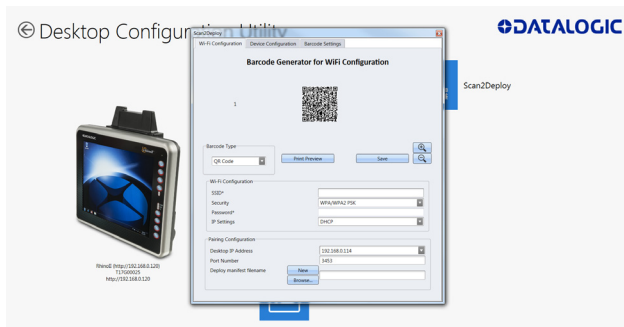 Desktop Configuration Utility
DATALOGIC
Scan2Deploy
Wi-Fi Configuration Device Configuration Barcode Settings
Barcode Generator for WiFi Configuration
1
Scan2Deploy
Barcode Type
QR Code
Print Preview
Save
Wi-Fi Configuration
SSID*
Security WPA/WPA2 PSK
Password*
IP Settings DHCP
Pairing Configuration
Desktop IP Address 192.168.0.114
Port Number 3453
Deploy manifest filename New
Browse...
RhinoII (http://192.168.0.120)
T17G00025
http://192.168.0.120